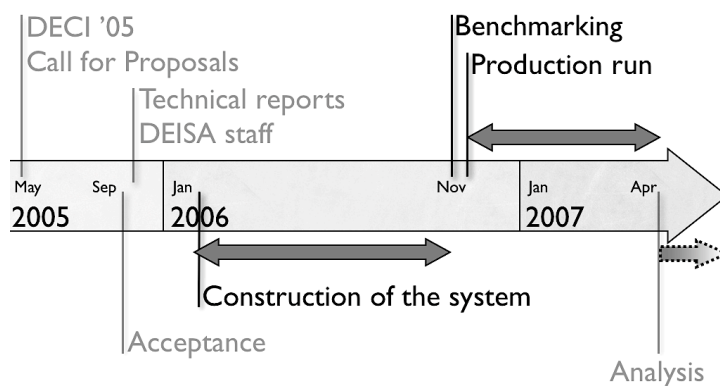 DECI ’05
Call for Proposals
Benchmarking
Production run
Technical reports
DEISA staff
May
Sep
Jan
Nov
Jan
Apr
2005
2006
2007
Construction of the system
Acceptance
Analysis